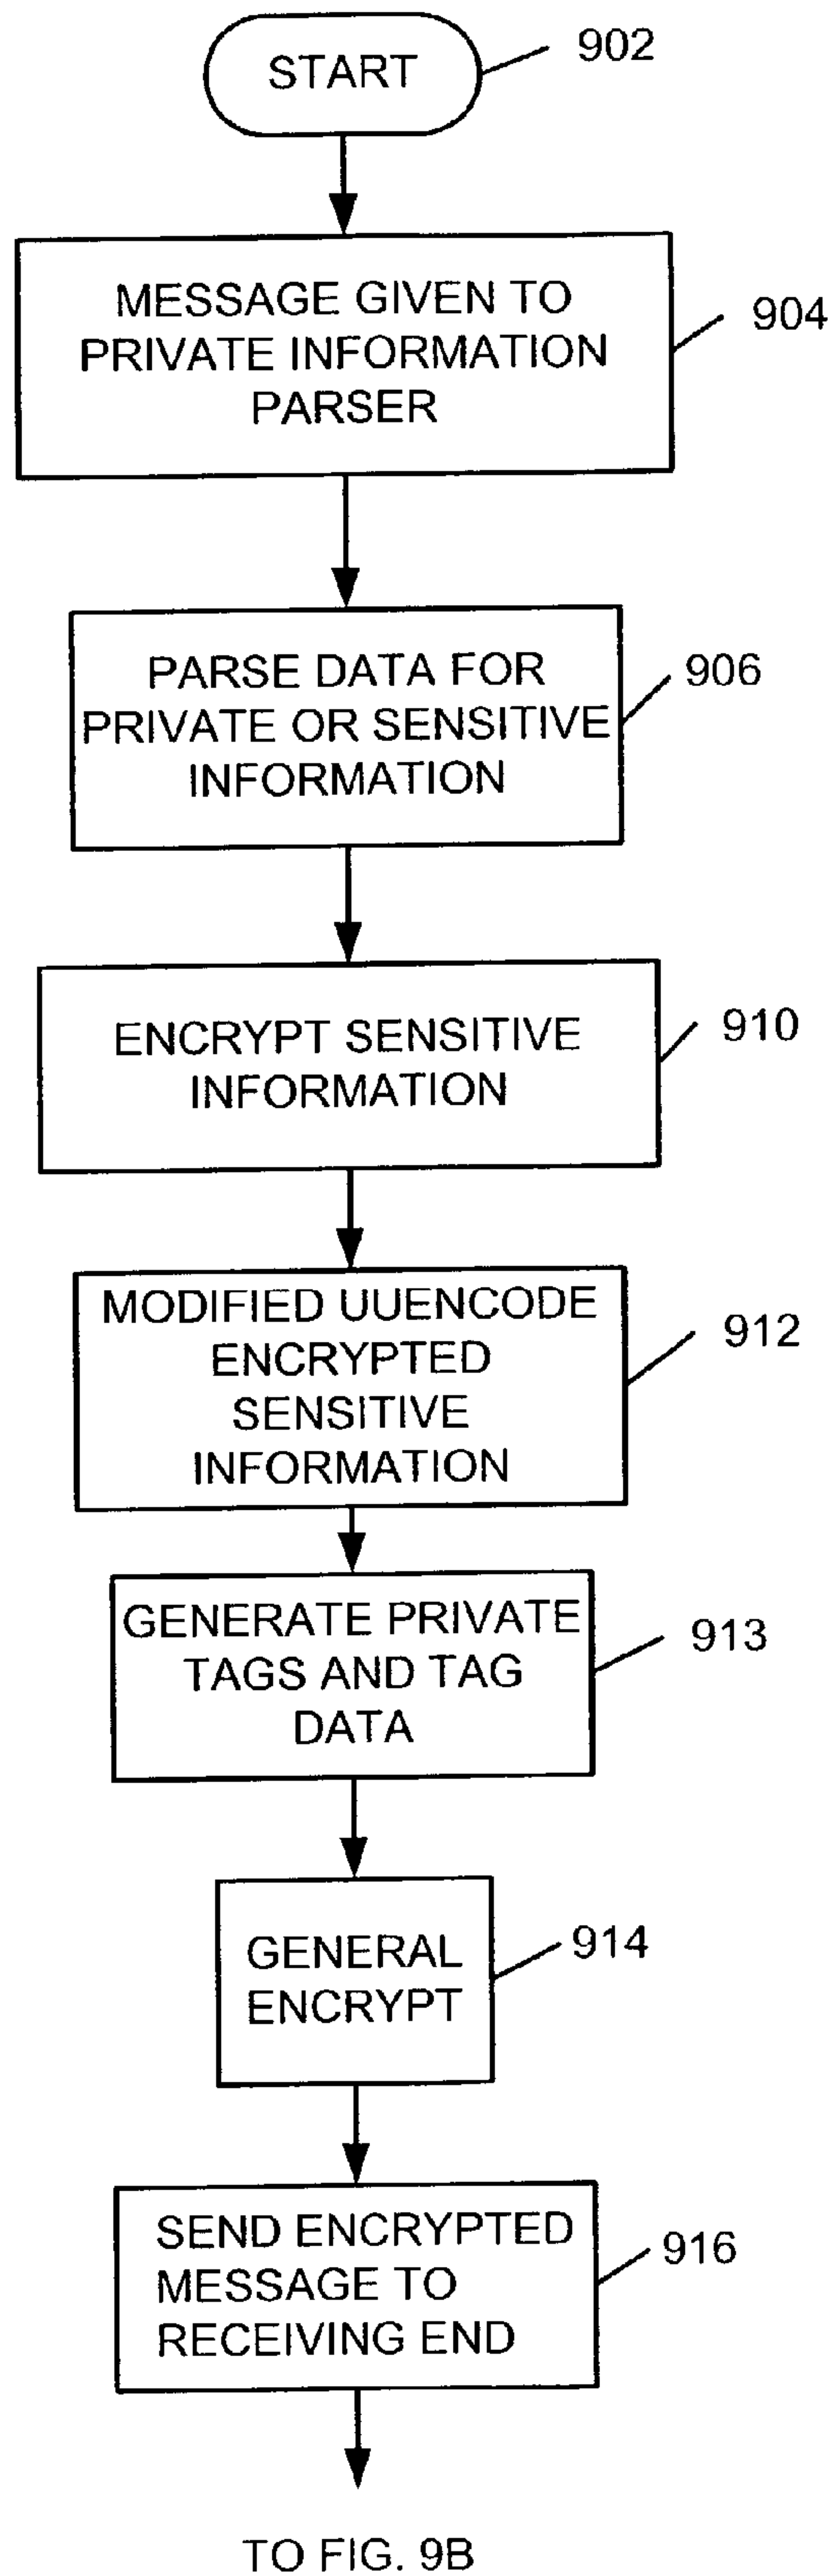 START
902
MESSAGE GIVEN TO
PRIVATE INFORMATION
PARSER
904
PARSE DATA FOR
PRIVATE OR SENSITIVE
INFORMATION
906
ENCRYPT SENSITIVE
INFORMATION
910
MODIFIED UUENCODE
ENCRYPTED
SENSITIVE
INFORMATION
912
GENERATE PRIVATE
TAGS AND TAG
DATA
913
GENERAL
ENCRYPT
914
SEND ENCRYPTED
MESSAGE TO
RECEIVING END
916
TO FIG. 9B